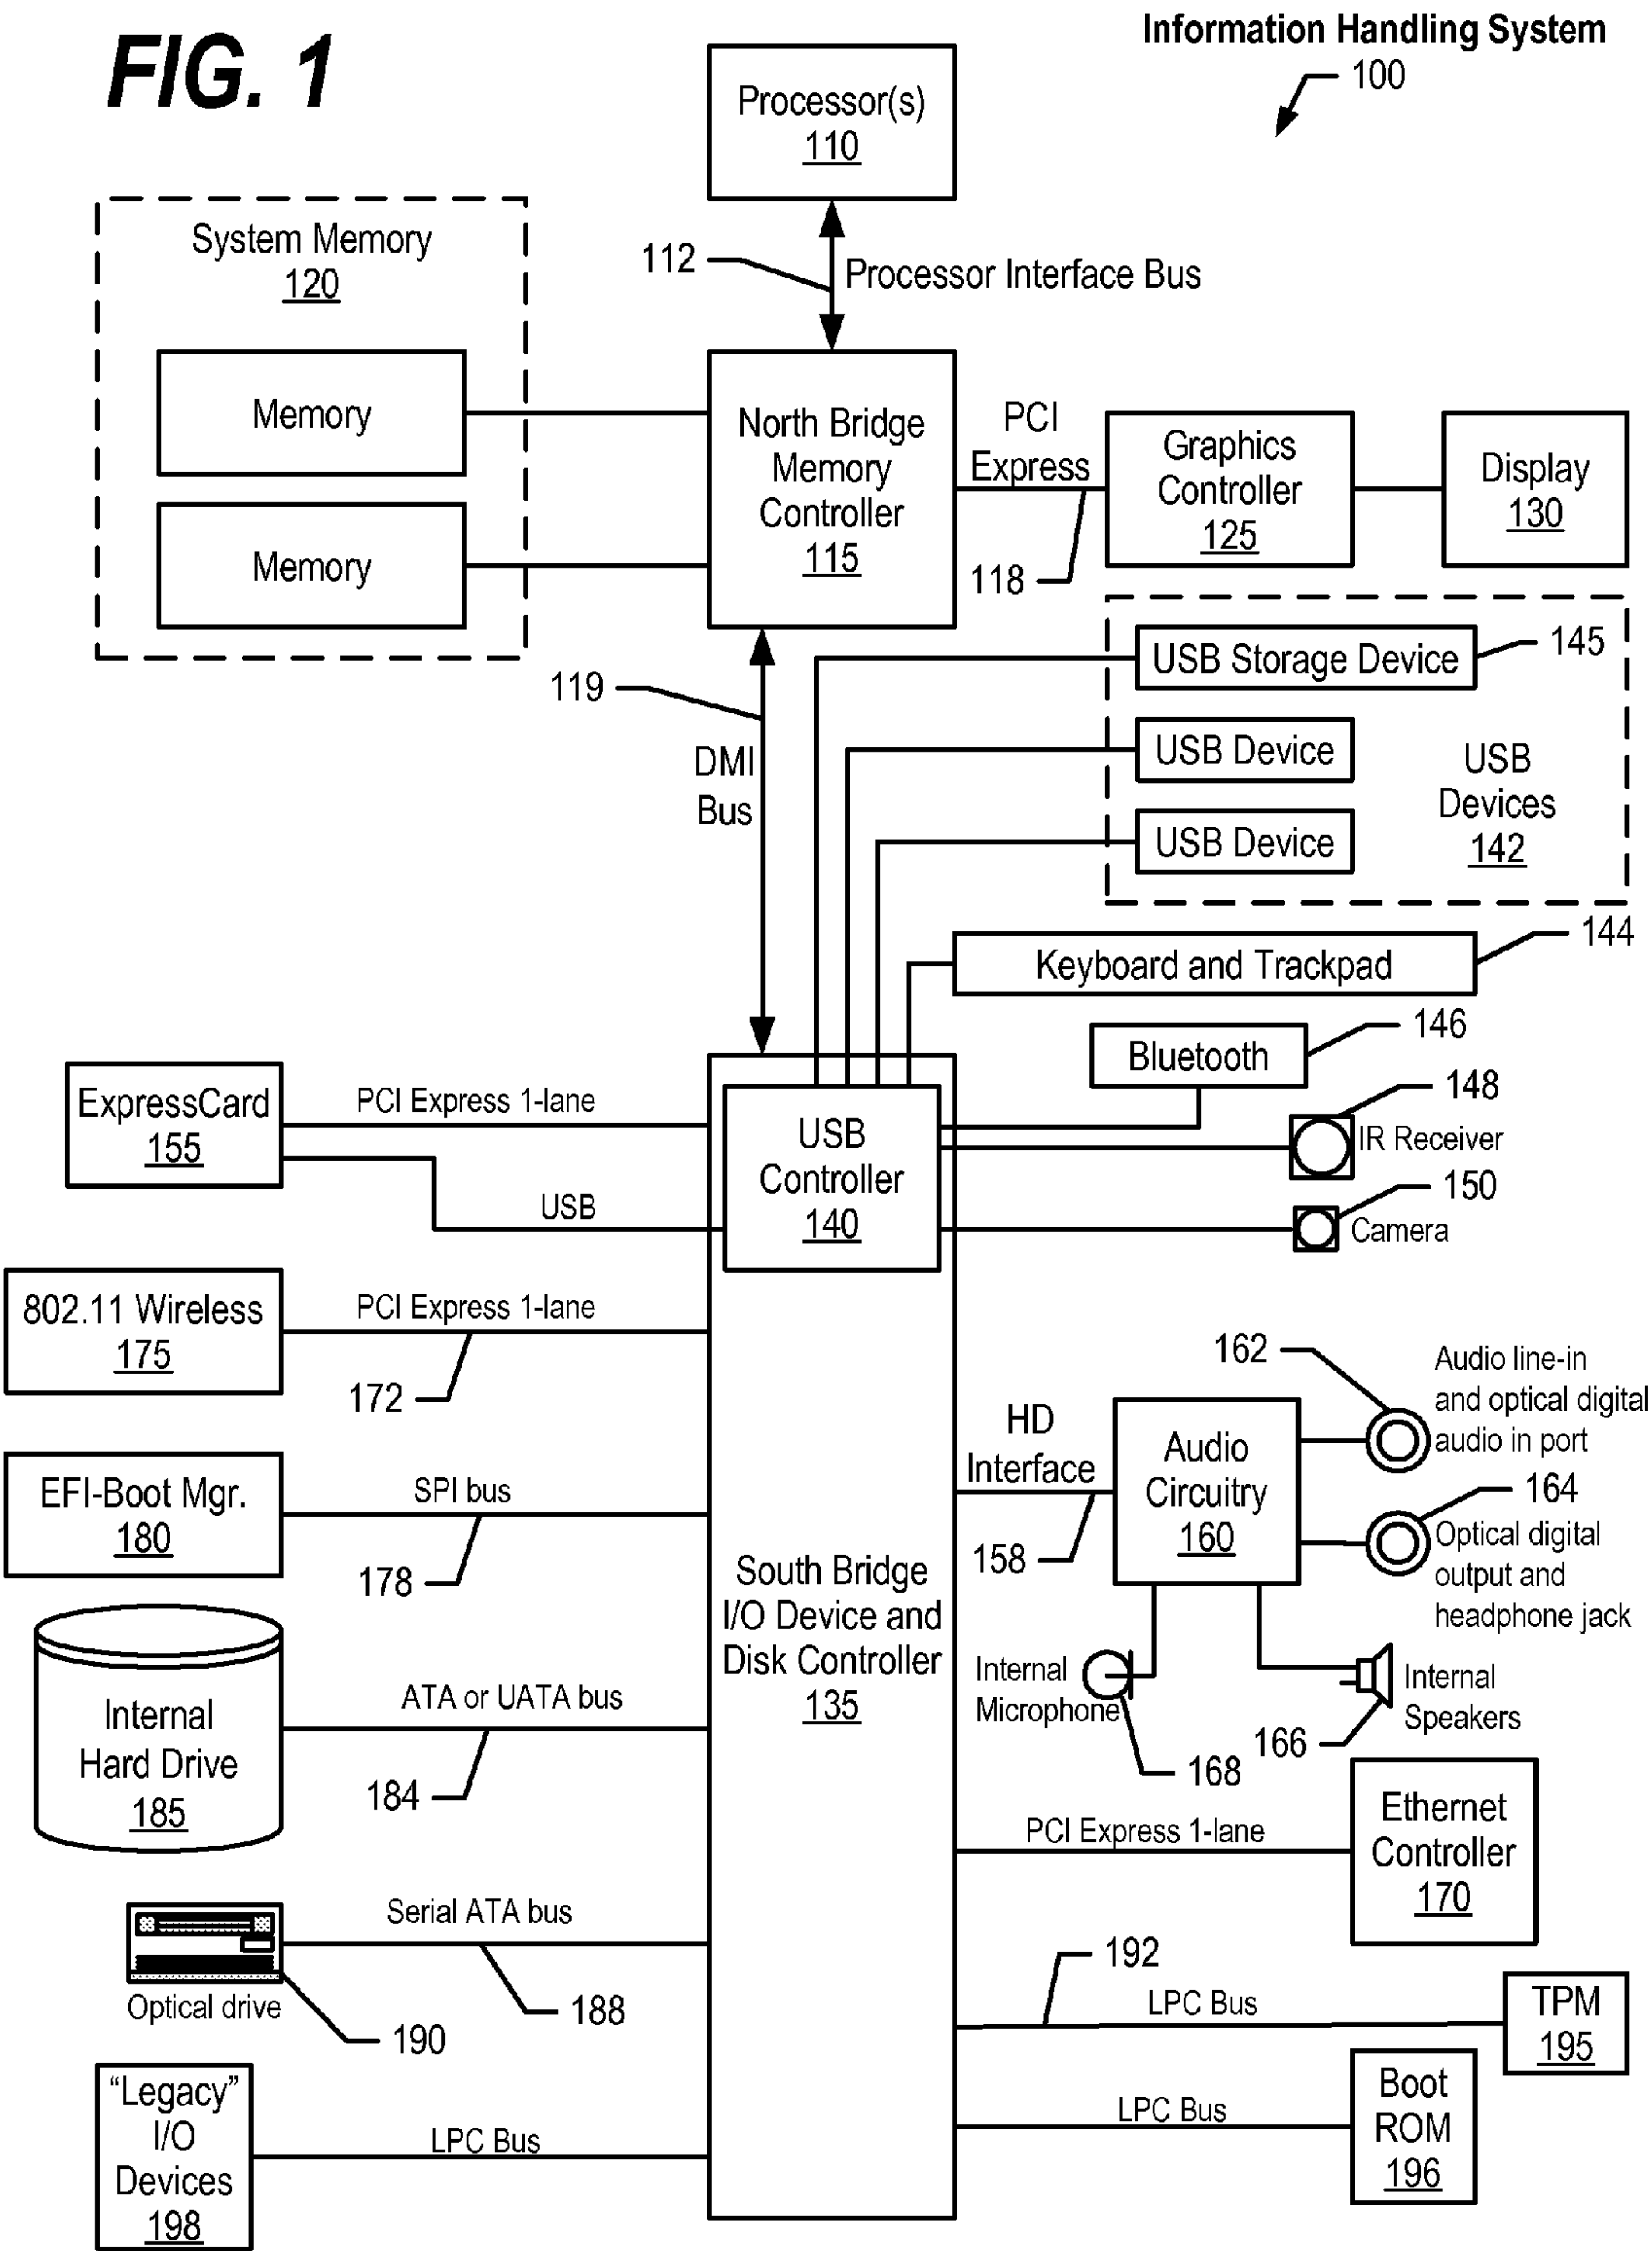 FIG. 1
Information Handling System
100
Processor(s)
110
System Memory
120
112
Processor Interface Bus
Memory
Memory
North Bridge
Memory
Controller
115
PCI
Express
118
Graphics
Controller
125
Display
130
119
DMI
Bus
USB Storage Device
145
USB Device
USB Device
USB
Devices
142
Keyboard and Trackpad
144
Bluetooth
146
148
IR Receiver
150
Camera
ExpressCard
155
PCI Express 1-lane
USB
USB
Controller
140
802.11 Wireless
175
PCI Express 1-lane
172
EFI-Boot Mgr.
180
SPI bus
178
South Bridge
I/O Device and
Disk Controller
135
HD
Interface
158
Audio
Circuitry
160
162
Audio line-in
and optical digital
audio in port
164
Optical digital
output and
headphone jack
Internal
Microphone
168
Internal
Speakers
166
Internal
Hard Drive
185
ATA or UATA bus
184
PCI Express 1-lane
Ethernet
Controller
170
Optical drive
190
Serial ATA bus
188
192
LPC Bus
TPM
195
"Legacy"
I/O
Devices
198
LPC Bus
LPC Bus
Boot
ROM
196